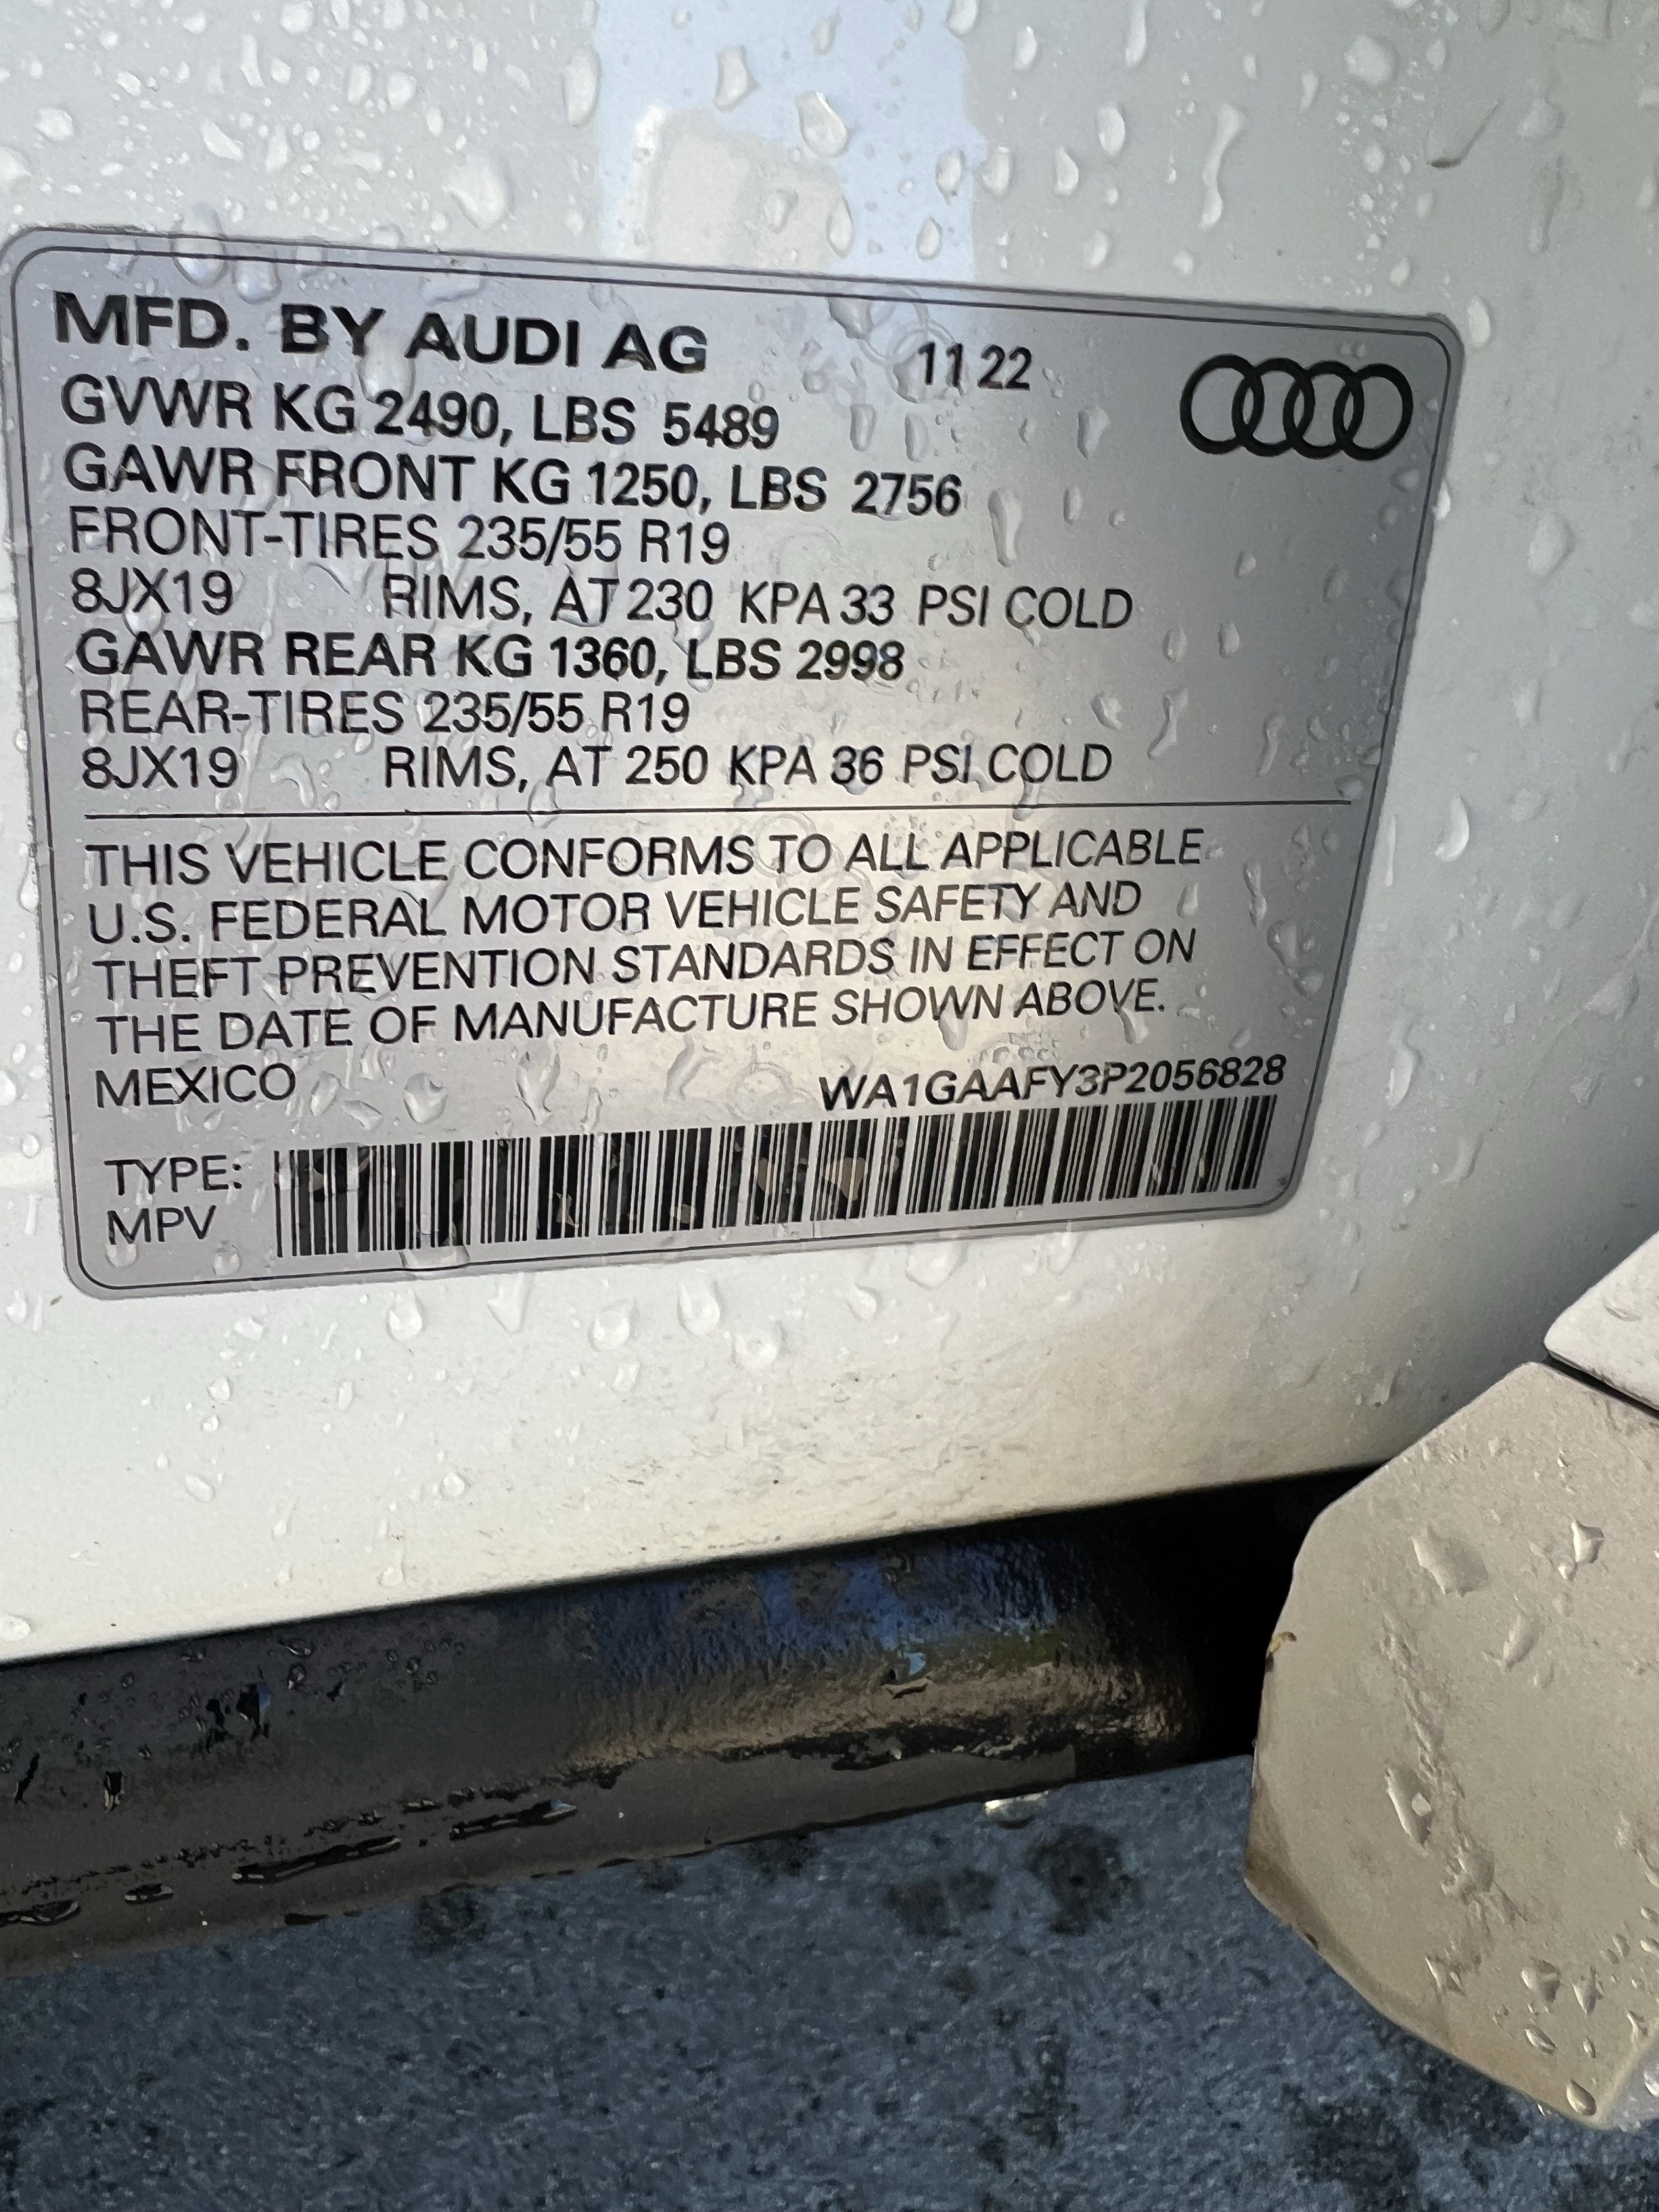 MFD. BY AUDI AG 11 22
GVWR KG 2490, LBS 5489
GAWR FRONT KG 1250, LBS 2756
FRONT-TIRES 235/55 R19
8JX19 RIMS, AT 230 KPA 33 PSI COLD
GAWR REAR KG 1360, LBS 2998
REAR-TIRES 235/55 R19
8JX19 RIMS, AT 250 KPA 36 PSI COLD
THIS VEHICLE CONFORMS TO ALL APPLICABLE
U.S. FEDERAL MOTOR VEHICLE SAFETY AND
THEFT PREVENTION STANDARDS IN EFFECT ON
THE DATE OF MANUFACTURE SHOWN ABOVE.
MEXICO WA1GAAFY3P2056828
TYPE:
MPV